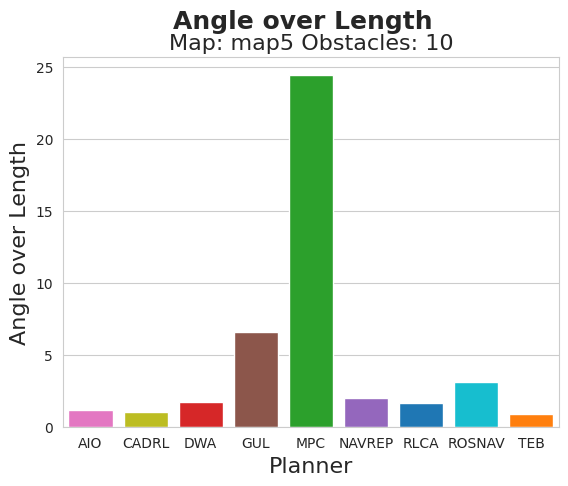 Angle over Length
Map: map5 Obstacles: 10
Angle over Length
25
20
15
10
5
0
AIO CADRL DWA GUL MPC NAVREP RLCA ROSNAV TEB
Planner